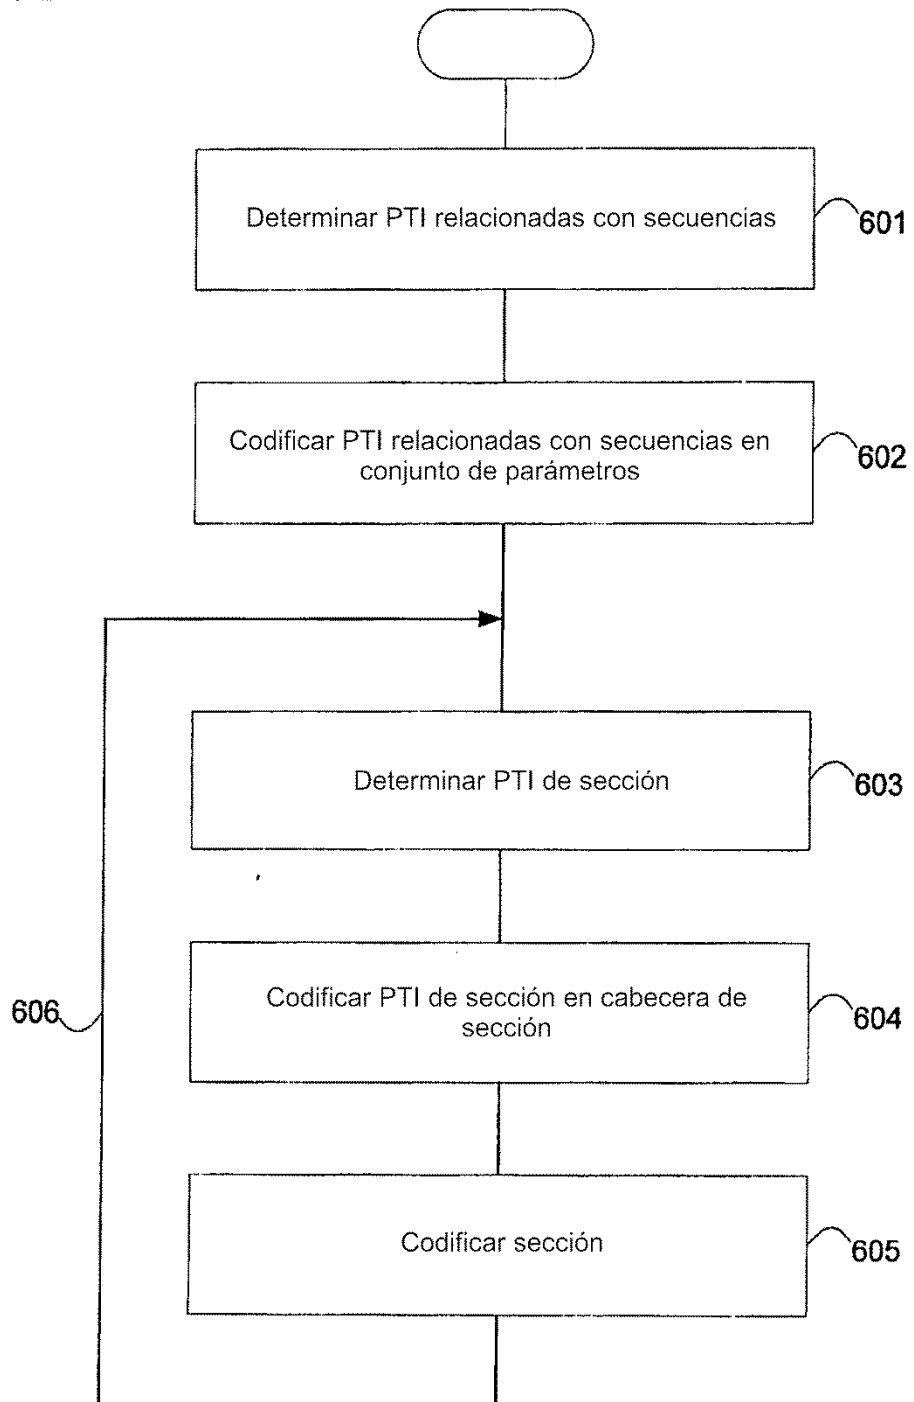 Determinar PTI relacionadas con secuencias
601
Codificar PTI relacionadas con secuencias en
conjunto de parámetros
602
Determinar PTI de sección
603
Codificar PTI de sección en cabecera de
sección
604
606
Codificar sección
605